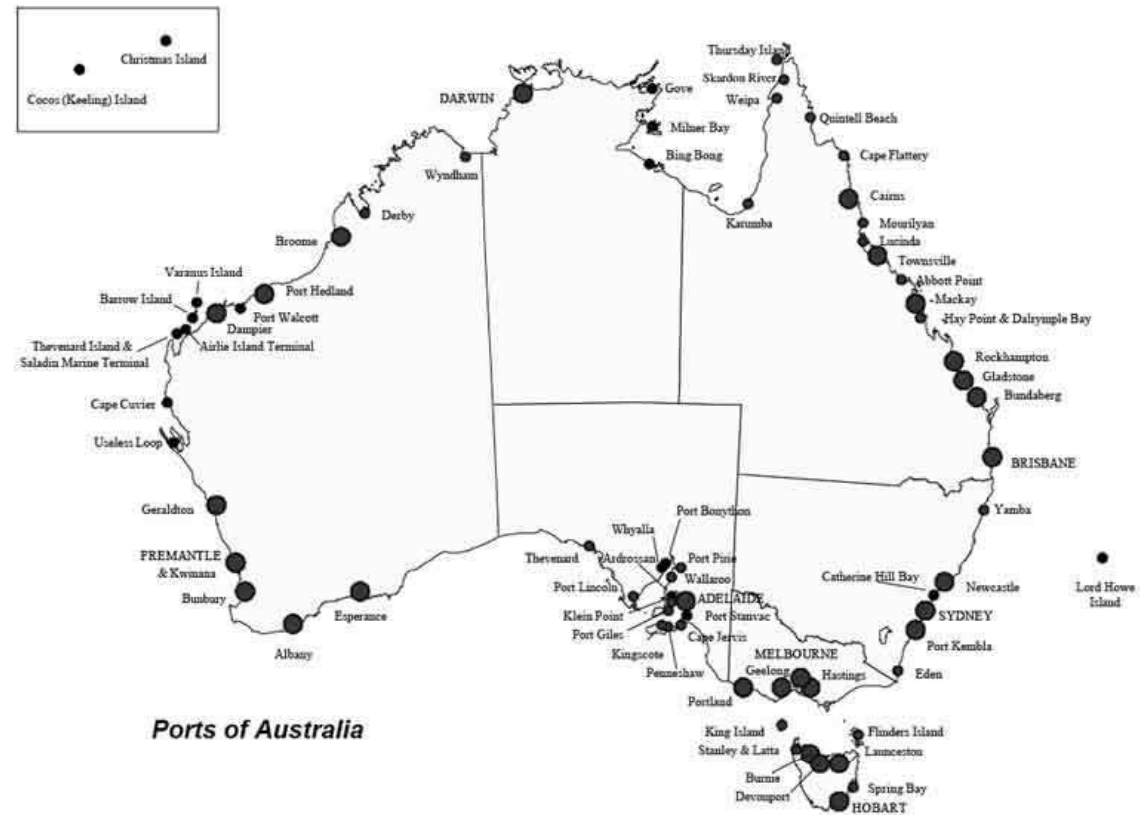 Christmas Island
Cocos (Keeling) Island
Thursday Island
Skardon River
DARWIN
Gove
Weipa
Quintell Beach
Milner Bay
Cape Flattery
Bing Bong
Wyndham
Cairns
Karumba
Derby
Mourilyan
Broome
Lucinda
Townsville
Varanus Island
Abbott Point
Port Hedland
Barrow Island
Mackay
Port Walcott
Hay Point & Dalrymple Bay
Dampier
Thevenard Island &
Saladin Marine Terminal
Airlie Island Terminal
Rockhampton
Gladstone
Bundaberg
Cape Cuvier
Useless Loop
BRISBANE
Geraldton
Port Bonython
Yamba
Whyalla
FREMANTLE
& Kwinana
Thevenard
Ardrossan
Port Pirie
Lord Howe
Island
Wallaroo
Catherine Hill Bay
Newcastle
Bunbury
Esperance
Port Lincoln
ADELAIDE
Klein Point
Port Stanvac
SYDNEY
Port Giles
Cape Jervis
Port Kembla
Albany
Kingscote
MELBOURNE
Penneshaw
Geelong
Hastings
Eden
Portland
Ports of Australia
King Island
Flinders Island
Stanley & Latta
Launceston
Burnie
Devonport
Spring Bay
HOBART